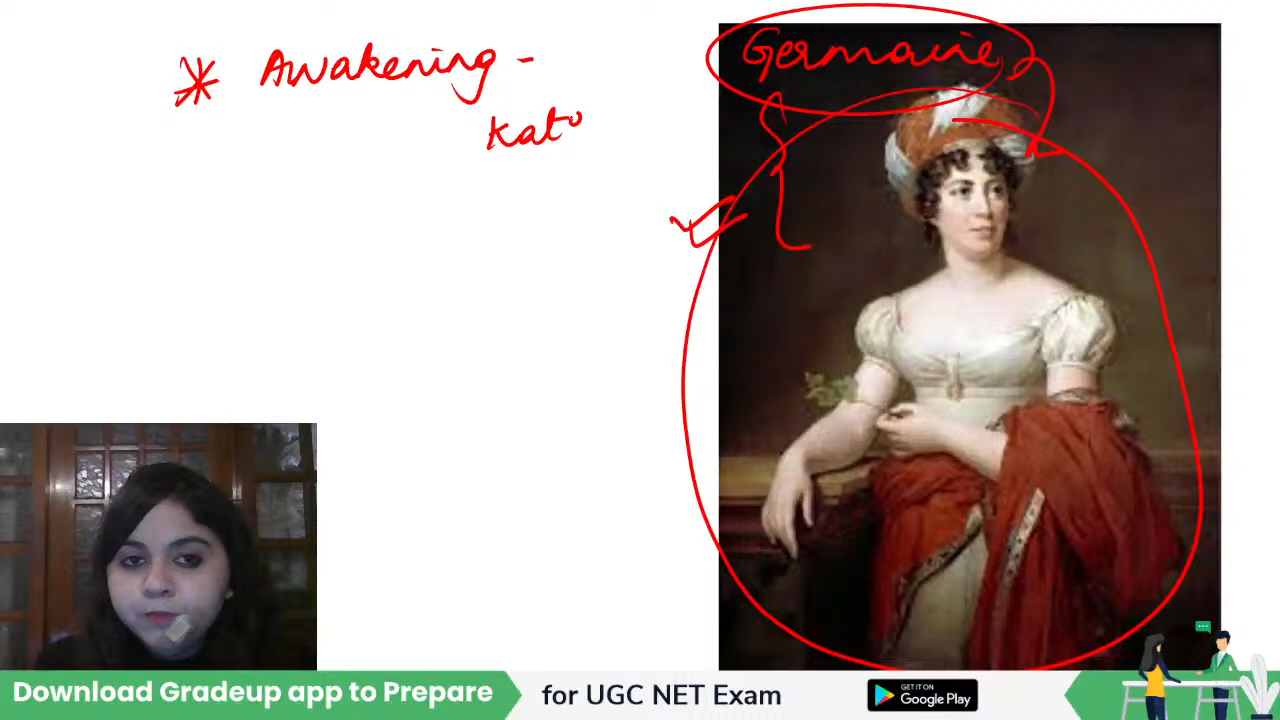 * Awakening -
Kato
Germaine
Download Gradeup app to Prepare
for UGC NET Exam
GET IT ON
Google Play